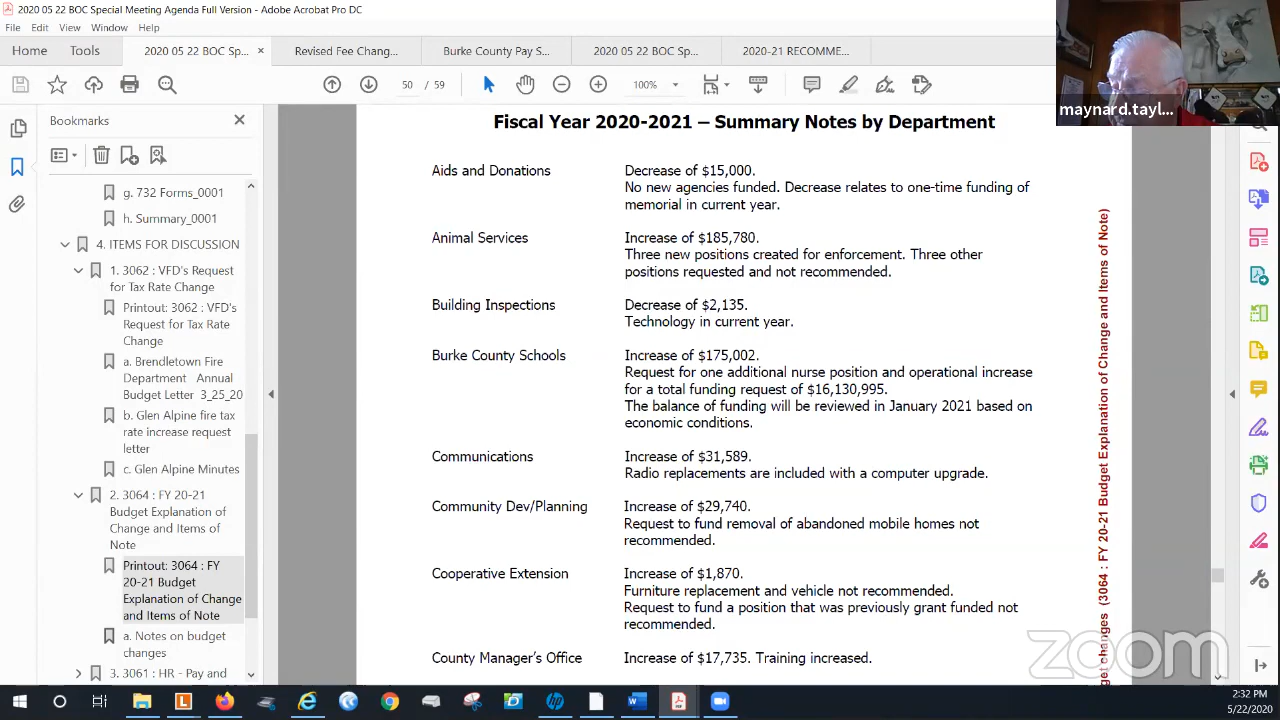 2020 05 22 BOC Special Meeting Agenda Full Version - Adobe Acrobat Pro DC
File Edit View Window Help
Home Tools 2020 05 22 BOC Sp... × Revised Fee chang... Burke County Pay S... 2020 05 22 BOC Sp... 2020-21 RECOMME...
50 / 59 100%
maynard.tayl...
Bookmarks
g. 732 Forms_0001
h. Summary_0001
4. ITEMS FOR DISCUSSION
1. 3062 : VFD's Request
for Tax Rate Change
Printout: 3062 : VFD's
Request for Tax Rate
Change
a. Brendletown Fire
Department Annual
Budget Letter 3_25_20
b. Glen Alpine fire tax
rate increase request
letter
c. Glen Alpine Minutes
2. 3064 : FY 20-21
Budget Explanation of
Change and Items of
Note
Printout: 3064 : FY
20-21 Budget
Explanation of Change
and Items of Note
a. Notes on budget
changes
3. 3061 : HR - Pay and
Fiscal Year 2020-2021 – Summary Notes by Department
Aids and Donations Decrease of $15,000.
No new agencies funded. Decrease relates to one-time funding of
memorial in current year.
Animal Services Increase of $185,780.
Three new positions created for enforcement. Three other
positions requested and not recommended.
Building Inspections Decrease of $2,135.
Technology in current year.
Burke County Schools Increase of $175,002.
Request for one additional nurse position and operational increase
for a total funding request of $16,130,995.
The balance of funding will be reviewed in January 2021 based on
economic conditions.
Communications Increase of $31,589.
Radio replacements are included with a computer upgrade.
Community Dev/Planning Increase of $29,740.
Request to fund removal of abandoned mobile homes not
recommended.
Cooperative Extension Increase of $1,870.
Furniture replacement and vehicle not recommended.
Request to fund a position that was previously grant funded not
recommended.
County Manager's Office Increase of $17,735. Training increased.
get changes (3064 : FY 20-21 Budget Explanation of Change and Items of Note)
zoom
2:32 PM
5/22/2020